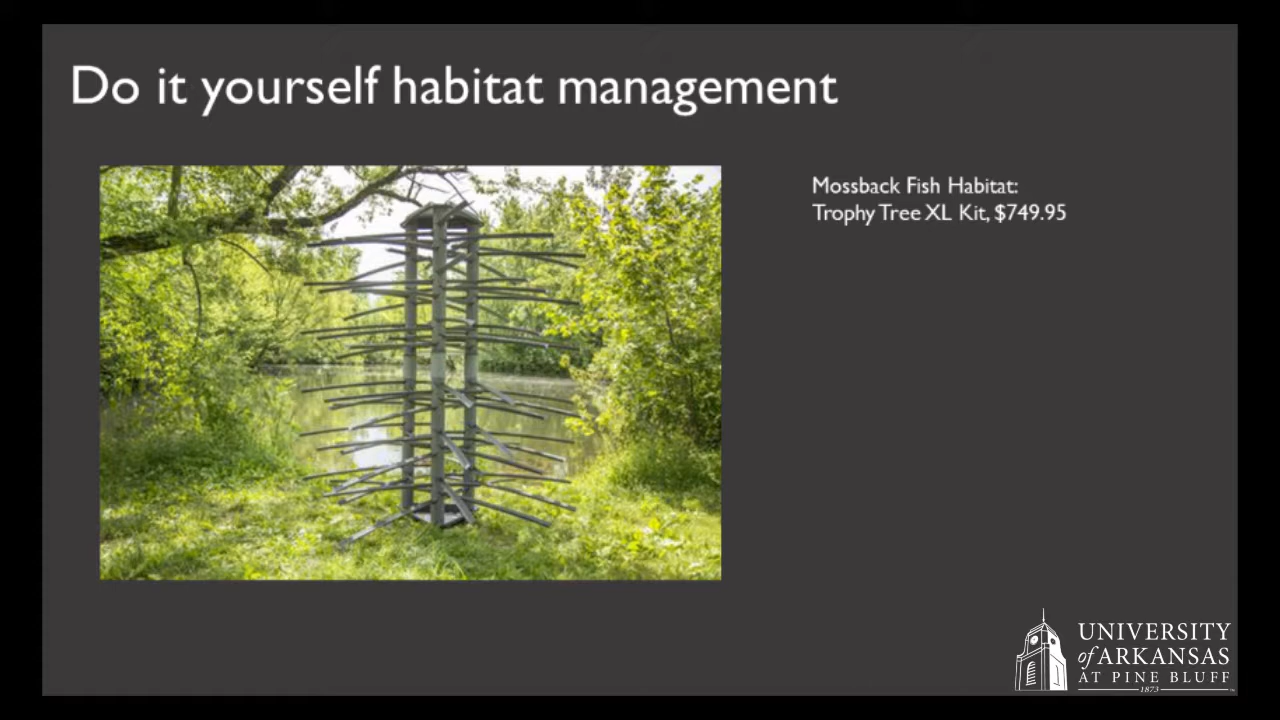 Do it yourself habitat management
Mossback Fish Habitat:
Trophy Tree XL Kit, $749.95
UNIVERSITY
of ARKANSAS
AT PINE BLUFF
1873